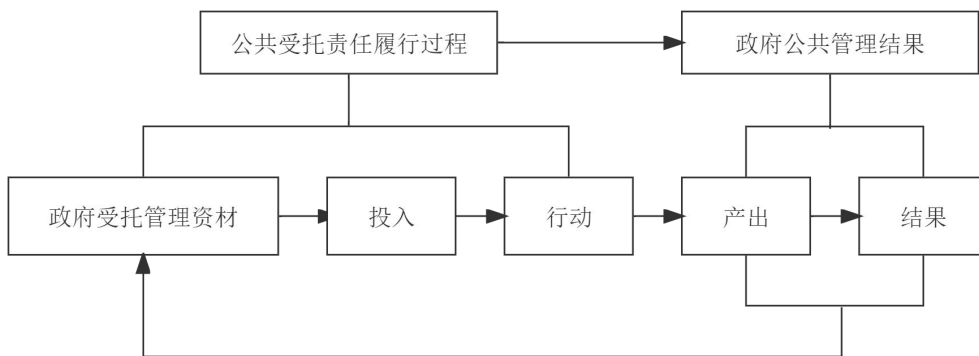 公共受托责任履行过程
政府公共管理结果
政府受托管理资材
投入
行动
产出
结果